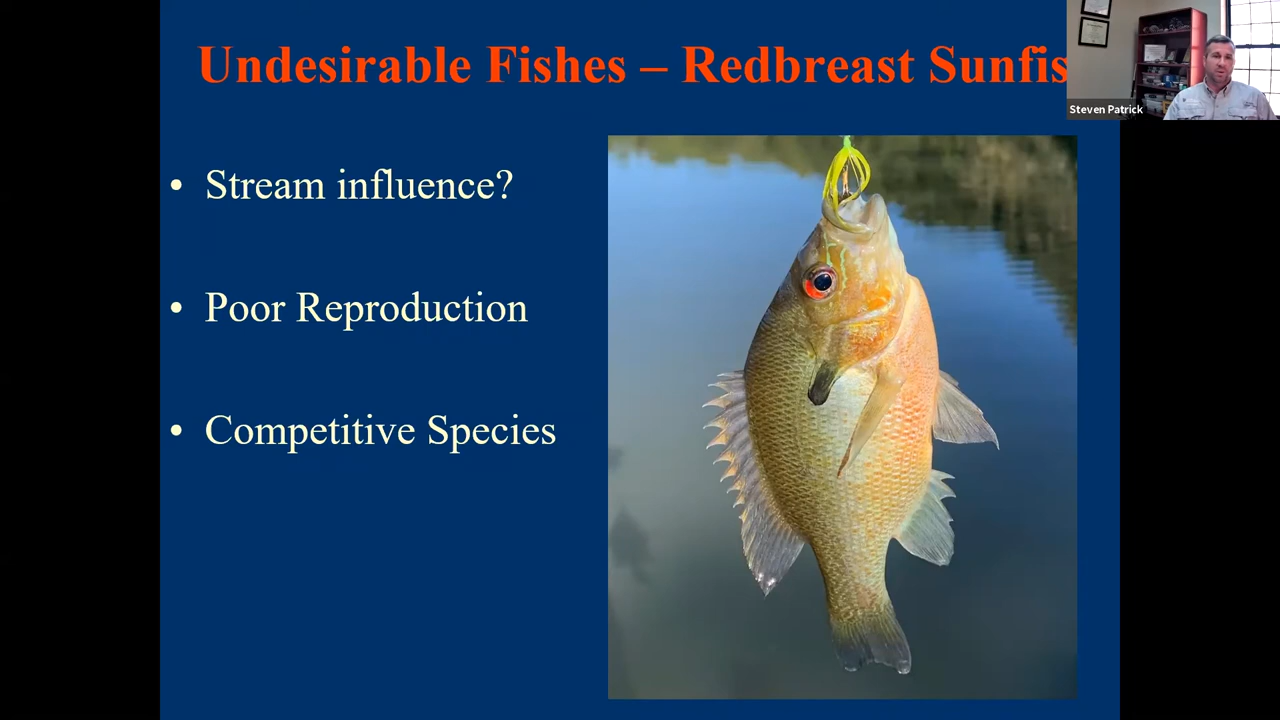 Undesirable Fishes – Redbreast Sunfis
Steven Patrick
• Stream influence?
• Poor Reproduction
• Competitive Species